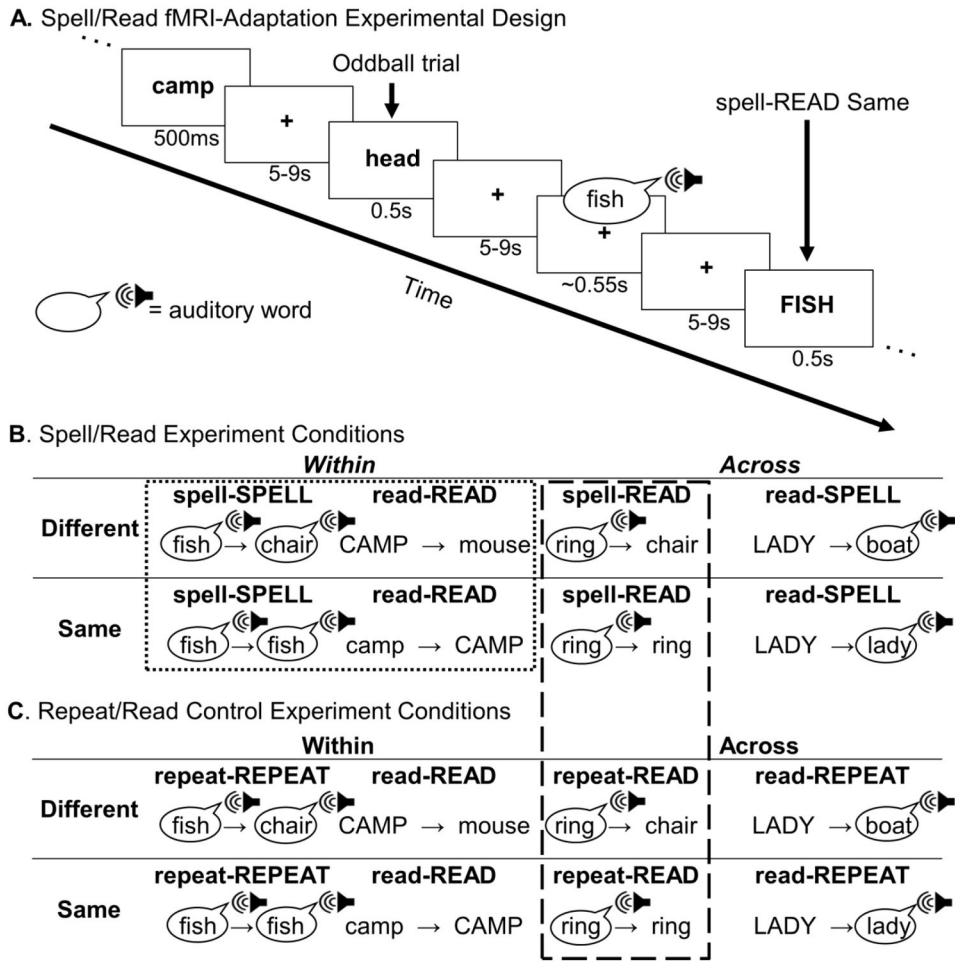 A. Spell/Read fMRI-Adaptation Experimental Design
camp
500ms
+
5-9s
Oddball trial
head
0.5s
+
5-9s
fish
+
~0.55s
+
5-9s
spell-READ Same
FISH
0.5s
Time
= auditory word
B. Spell/Read Experiment Conditions
Within Across
spell-SPELL read-READ spell-READ read-SPELL
Different fish → chair CAMP → mouse ring → chair LADY → boat
spell-SPELL read-READ spell-READ read-SPELL
Same fish → fish camp → CAMP ring → ring LADY → lady
C. Repeat/Read Control Experiment Conditions
Within Across
repeat-REPEAT read-READ repeat-READ read-REPEAT
Different fish → chair CAMP → mouse ring → chair LADY → boat
repeat-REPEAT read-READ repeat-READ read-REPEAT
Same fish → fish camp → CAMP ring → ring LADY → lady